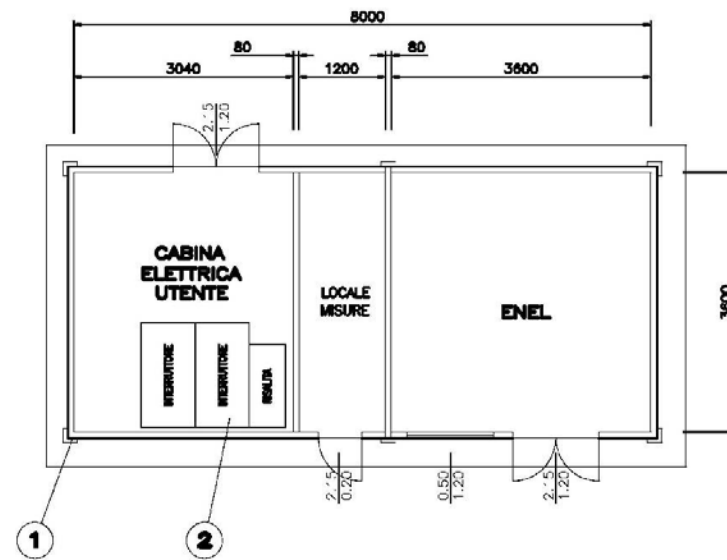 8000
80
80
3040
1200
3600
2.15
1.20
3600
CABINA
ELETTRICA
UTENTE
LOCALE
MISURE
ENEL
INTERRUTTORE
INTERRUTTORE
RISALITA
2.15
0.20
0.50
1.20
2.15
1.20
1
2